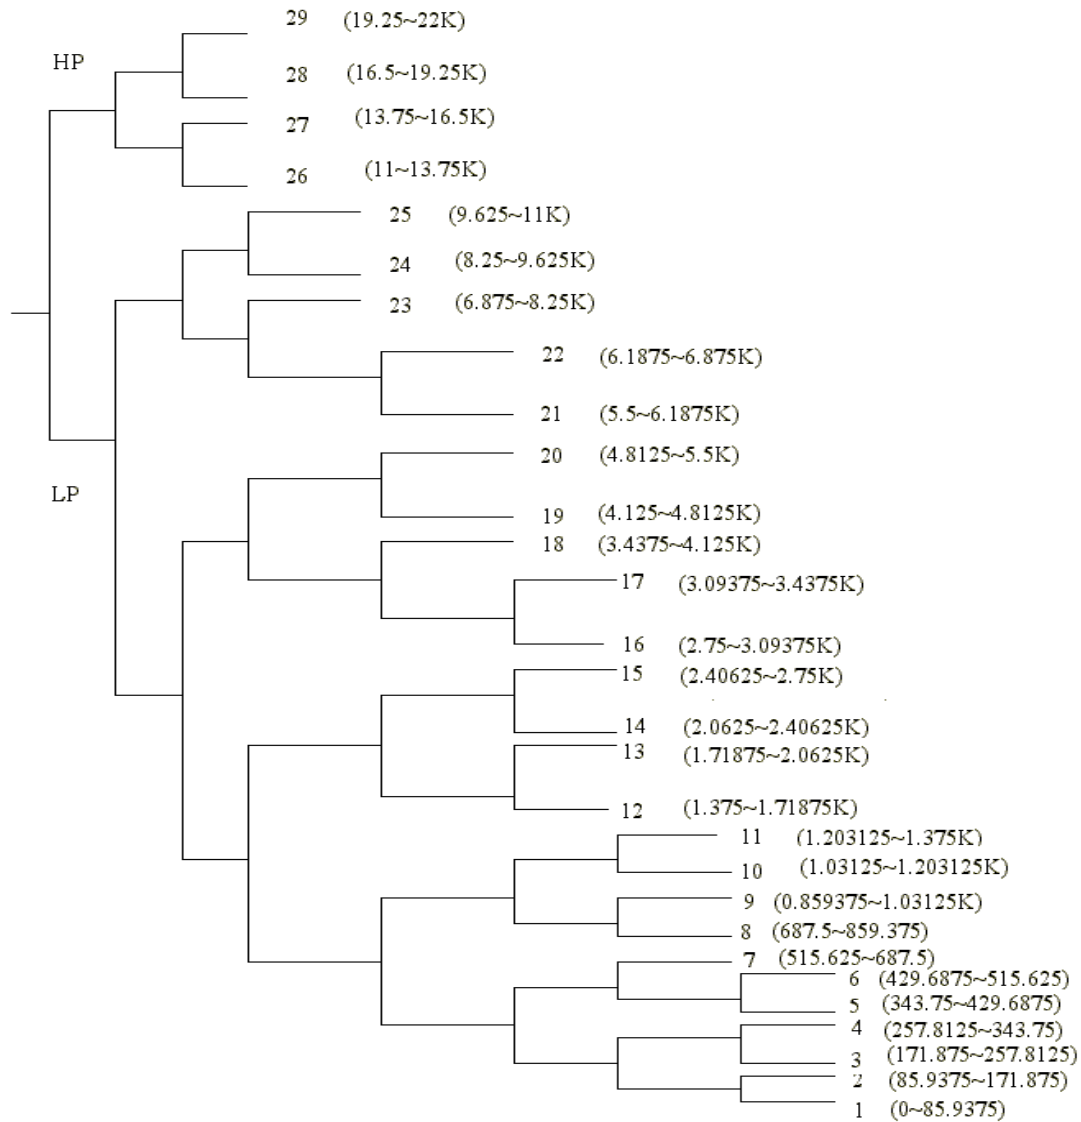 29 (19.25~22K)
HP
28 (16.5~19.25K)
27 (13.75~16.5K)
26 (11~13.75K)
25 (9.625~11K)
24 (8.25~9.625K)
23 (6.875~8.25K)
22 (6.1875~6.875K)
21 (5.5~6.1875K)
20 (4.8125~5.5K)
LP
19 (4.125~4.8125K)
18 (3.4375~4.125K)
17 (3.09375~3.4375K)
16 (2.75~3.09375K)
15 (2.40625~2.75K)
14 (2.0625~2.40625K)
13 (1.71875~2.0625K)
12 (1.375~1.71875K)
11 (1.203125~1.375K)
10 (1.03125~1.203125K)
9 (0.859375~1.03125K)
8 (687.5~859.375)
7 (515.625~687.5)
6 (429.6875~515.625)
5 (343.75~429.6875)
4 (257.8125~343.75)
3 (171.875~257.8125)
2 (85.9375~171.875)
1 (0~85.9375)